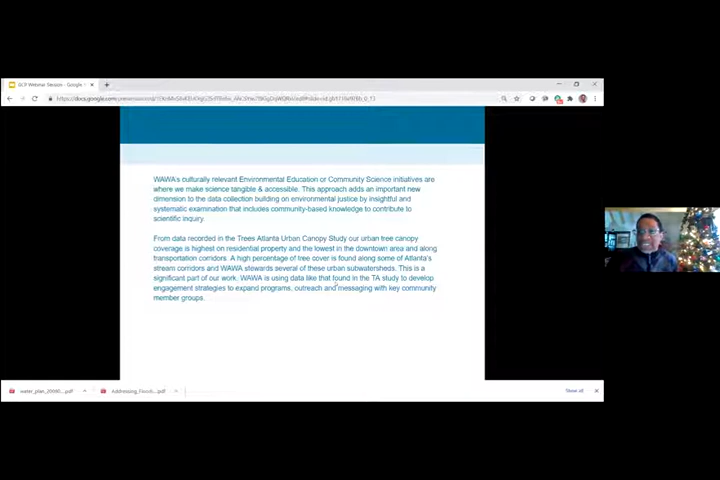 GCP Webinar Session - Google
WAWA's culturally relevant Environmental Education or Community Science initiatives are
where we make science tangible & accessible. This approach adds an important new
dimension to the data collection building on environmental justice by insightful and
systematic examination that includes community-based knowledge to contribute to
scientific inquiry.
From data recorded in the Trees Atlanta Urban Canopy Study our urban tree canopy
coverage is highest on residential property and the lowest in the downtown area and along
transportation corridors. A high percentage of tree cover is found along some of Atlanta's
stream corridors and WAWA stewards several of these urban subwatersheds. This is a
significant part of our work. WAWA is using data like that found in the TA study to develop
engagement strategies to expand programs, outreach and messaging with key community
member groups.
Show all